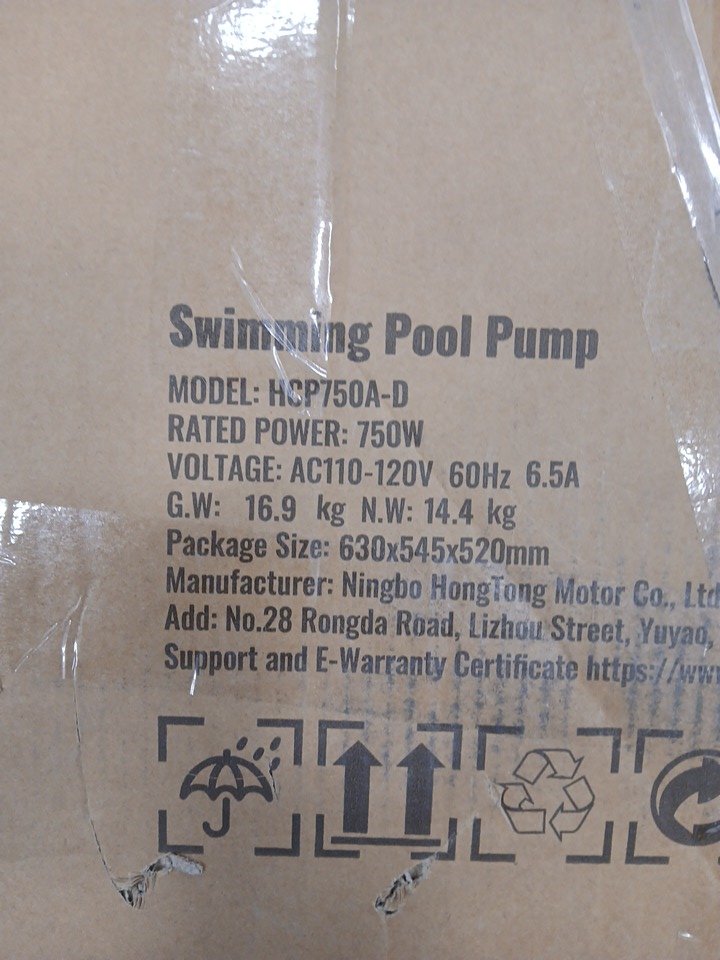 Swimming Pool Pump
MODEL: HCP750A-D
RATED POWER: 750W
VOLTAGE: AC110-120V 60Hz 6.5A
G.W: 16.9 kg N.W: 14.4 kg
Package Size: 630x545x520mm
Manufacturer: Ningbo HongTong Motor Co., Ltd
Add: No.28 Rongda Road, Lizhou Street, Yuyao,
Support and E-Warranty Certificate https://www